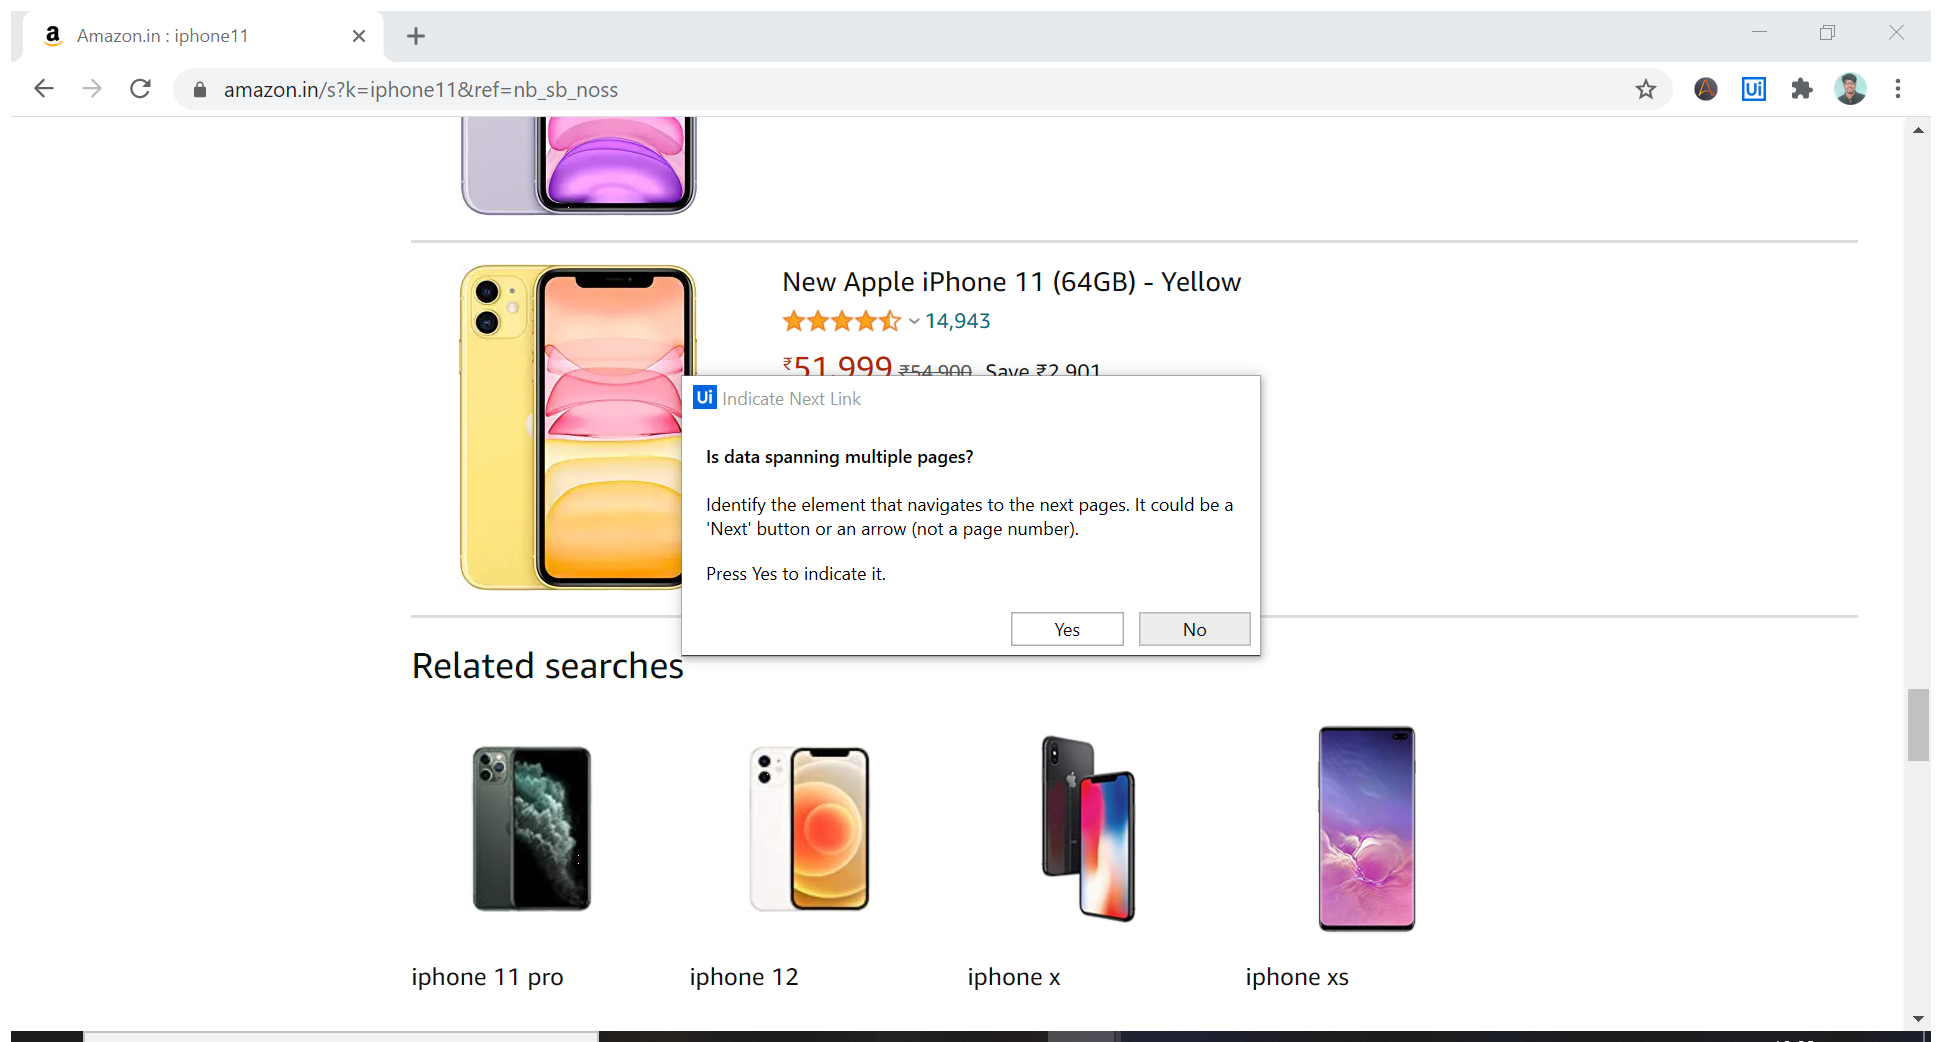 a Amazon.in : iphone11
amazon.in/s?k=iphone11&ref=nb_sb_noss
Ui
New Apple iPhone 11 (64GB) - Yellow
14,943
₹51,999 ₹54,900 Save ₹2,901
Ui Indicate Next Link
Is data spanning multiple pages?
Identify the element that navigates to the next pages. It could be a
'Next' button or an arrow (not a page number).
Press Yes to indicate it.
Yes No
Related searches
iphone 11 pro iphone 12 iphone x iphone xs